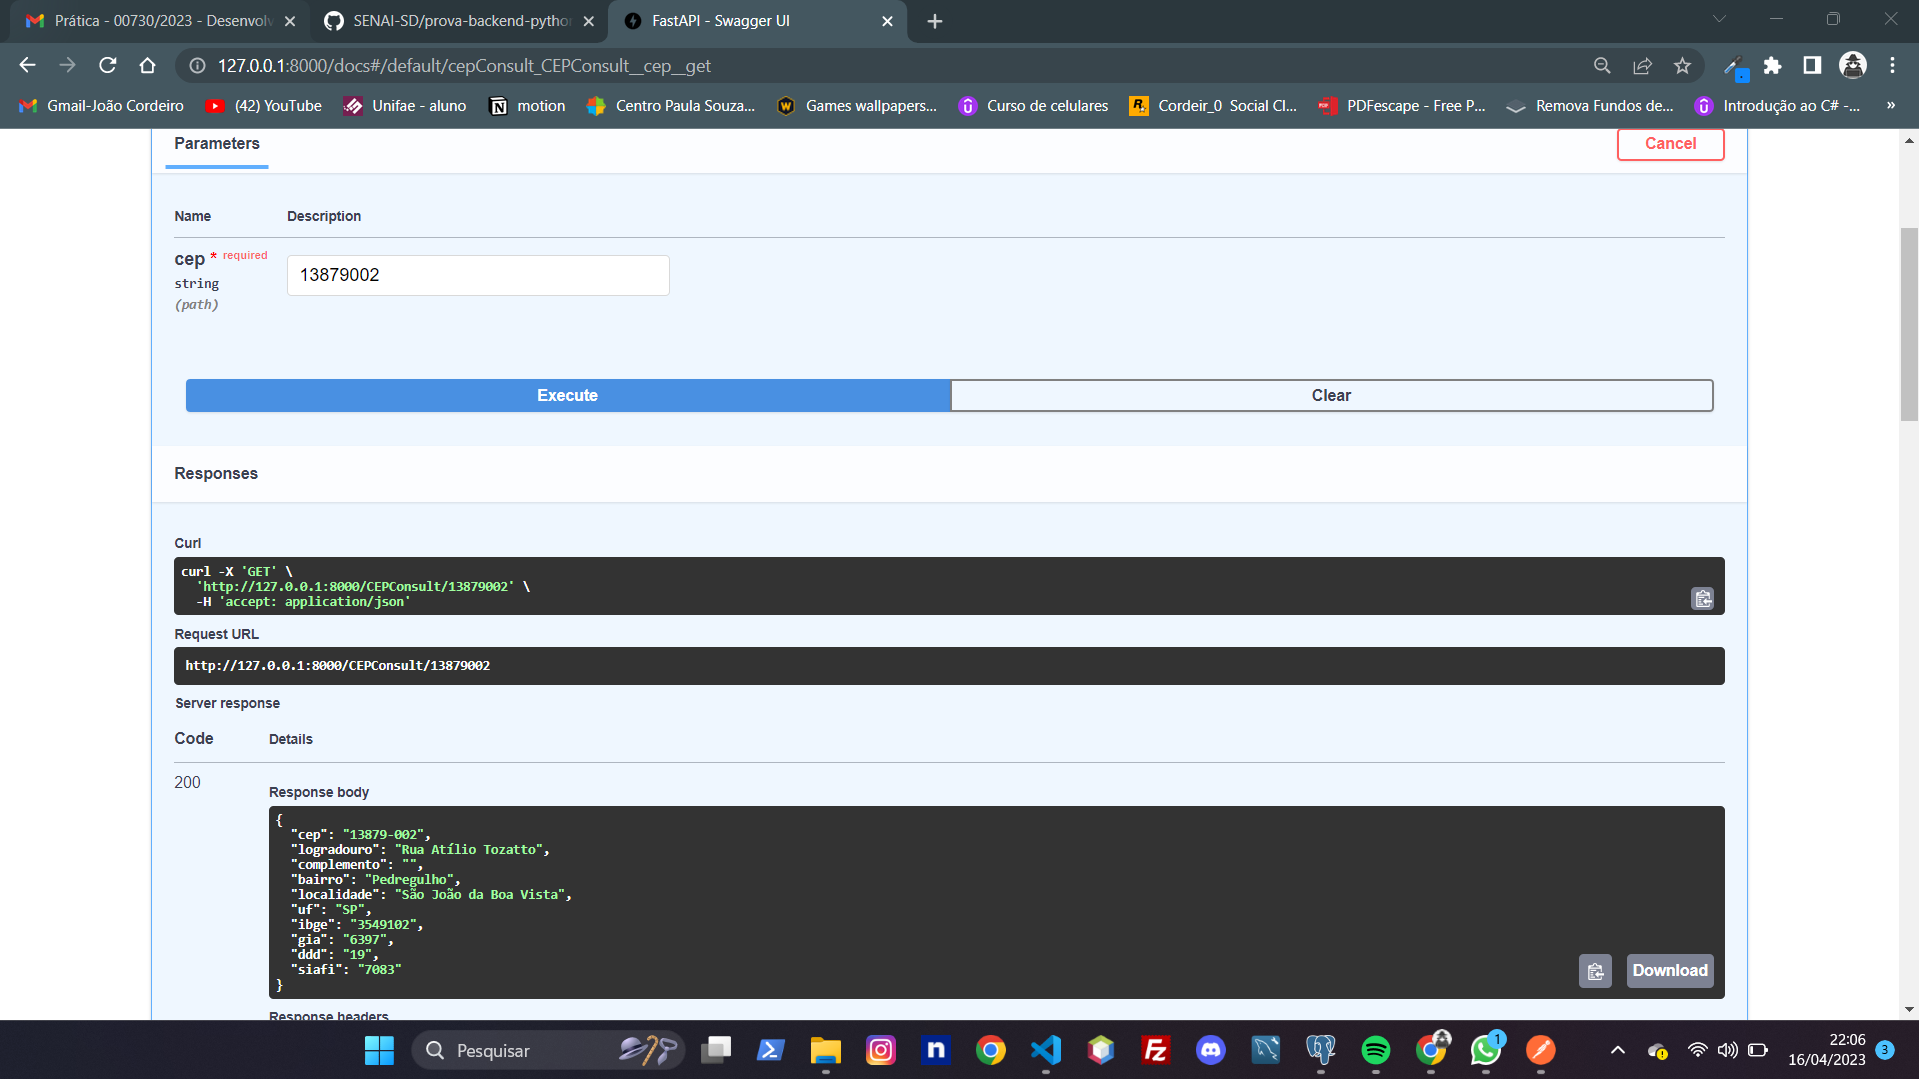 Prática - 00730/2023 - Desenvolv
SENAI-SD/prova-backend-python
FastAPI - Swagger UI
127.0.0.1:8000/docs#/default/cepConsult_CEPConsult__cep__get
Gmail-João Cordeiro
(42) YouTube
Unifae - aluno
notion
Centro Paula Souza...
Games wallpapers...
Curso de celulares
Cordeir_0 Social Cl...
PDFescape - Free P...
Remova Fundos de...
Introdução ao C# -...
»
Parameters
Cancel
Name
Description
cep * required
string
(path)
13879002
Execute
Clear
Responses
Curl
curl -X 'GET' \
'http://127.0.0.1:8000/CEPConsult/13879002' \
-H 'accept: application/json'
Request URL
http://127.0.0.1:8000/CEPConsult/13879002
Server response
Code
Details
200
Response body
{
"cep": "13879-002",
"logradouro": "Rua Atílio Tozatto",
"complemento": "",
"bairro": "Pedregulho",
"localidade": "São João da Boa Vista",
"uf": "SP",
"ibge": "3549102",
"gia": "6397",
"ddd": "19",
"siafi": "7083"
}
Download
Response headers
Pesquisar
1
22:06
16/04/2023
3